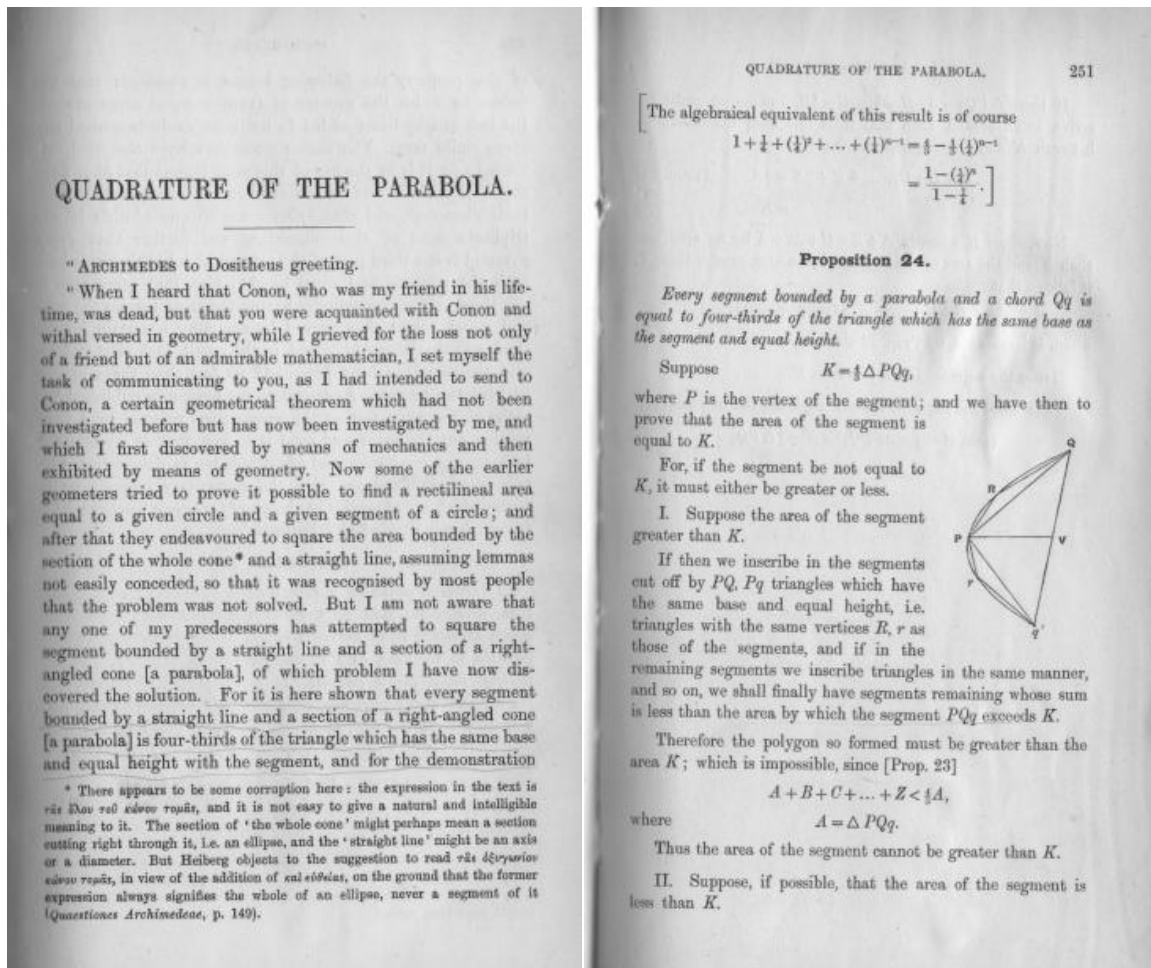 QUADRATURE OF THE PARABOLA.
"ARCHIMEDES to Dositheus greeting.
"When I heard that Conon, who was my friend in his life-
time, was dead, but that you were acquainted with Conon and
withal versed in geometry, while I grieved for the loss not only
of a friend but of an admirable mathematician, I set myself the
task of communicating to you, as I had intended to send to
Conon, a certain geometrical theorem which had not been
investigated before but has now been investigated by me, and
which I first discovered by means of mechanics and then
exhibited by means of geometry. Now some of the earlier
geometers tried to prove it possible to find a rectilineal area
equal to a given circle and a given segment of a circle; and
after that they endeavoured to square the area bounded by the
section of the whole cone* and a straight line, assuming lemmas
not easily conceded, so that it was recognised by most people
that the problem was not solved. But I am not aware that
any one of my predecessors has attempted to square the
segment bounded by a straight line and a section of a right-
angled cone [a parabola], of which problem I have now dis-
covered the solution. For it is here shown that every segment
bounded by a straight line and a section of a right-angled cone
[a parabola] is four-thirds of the triangle which has the same base
and equal height with the segment, and for the demonstration
* There appears to be some corruption here: the expression in the text is
τᾶς ὅλου τοῦ κώνου τομᾶς, and it is not easy to give a natural and intelligible
meaning to it. The section of 'the whole cone' might perhaps mean a section
cutting right through it, i.e. an ellipse, and the 'straight line' might be an axis
or a diameter. But Heiberg objects to the suggestion to read τᾶς ὀξυγωνίου
κώνου τομᾶς, in view of the addition of καὶ εὐθείας, on the ground that the former
expression always signifies the whole of an ellipse, never a segment of it
(Quaestiones Archimedeae, p. 149).
QUADRATURE OF THE PARABOLA. 251
[The algebraical equivalent of this result is of course
1+¼+(¼)²+ ... +(¼)ⁿ⁻¹=4/3−⅓(¼)ⁿ⁻¹
= (1−(¼)ⁿ)/(1−¼).]
Proposition 24.
Every segment bounded by a parabola and a chord Qq is
equal to four-thirds of the triangle which has the same base as
the segment and equal height.
Suppose K=4/3△PQq,
where P is the vertex of the segment; and we have then to
prove that the area of the segment is
equal to K.
For, if the segment be not equal to
K, it must either be greater or less.
I. Suppose the area of the segment
greater than K.
If then we inscribe in the segments
cut off by PQ, Pq triangles which have
the same base and equal height, i.e.
triangles with the same vertices R, r as
those of the segments, and if in the
remaining segments we inscribe triangles in the same manner,
and so on, we shall finally have segments remaining whose sum
is less than the area by which the segment PQq exceeds K.
Q
R
P
V
r
q
Therefore the polygon so formed must be greater than the
area K; which is impossible, since [Prop. 23]
A+B+C+...+Z<4/3A,
where A=△PQq.
Thus the area of the segment cannot be greater than K.
II. Suppose, if possible, that the area of the segment is
less than K.